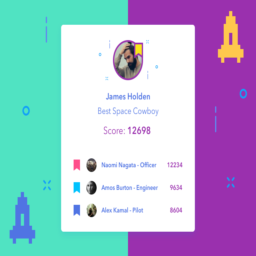 James Holden
Best Space Cowboy
Score: 12698
Naomi Nagata - Officer 12234
Amos Burton - Engineer 9634
Alex Kamal - Pilot 8604